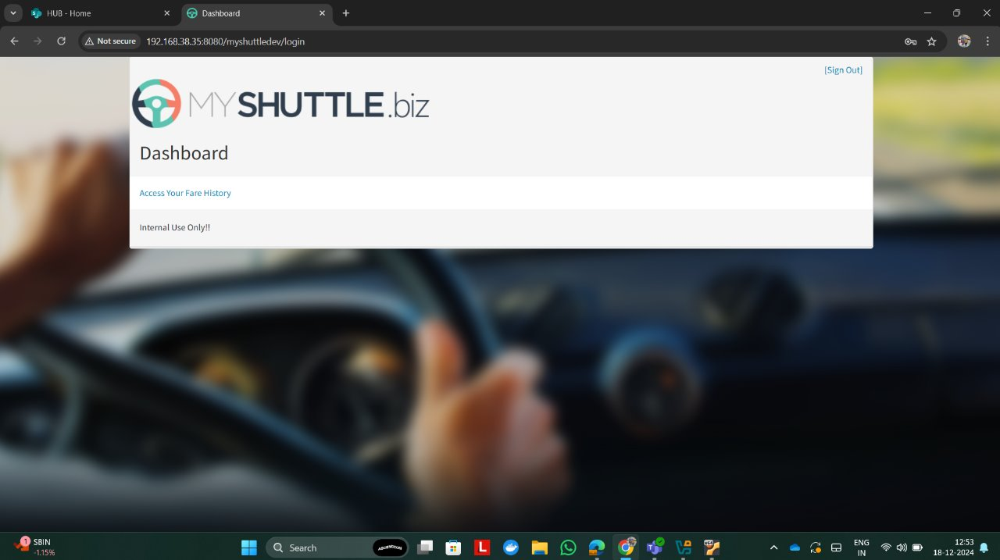 HUB - Home
Dashboard
Not secure
192.168.38.35:8080/myshuttledev/login
[Sign Out]
MYSHUTTLE.biz
Dashboard
Access Your Fare History
Internal Use Only!!
1
SBIN
-1.15%
Search
L
ENG
IN
12:53
18-12-2024